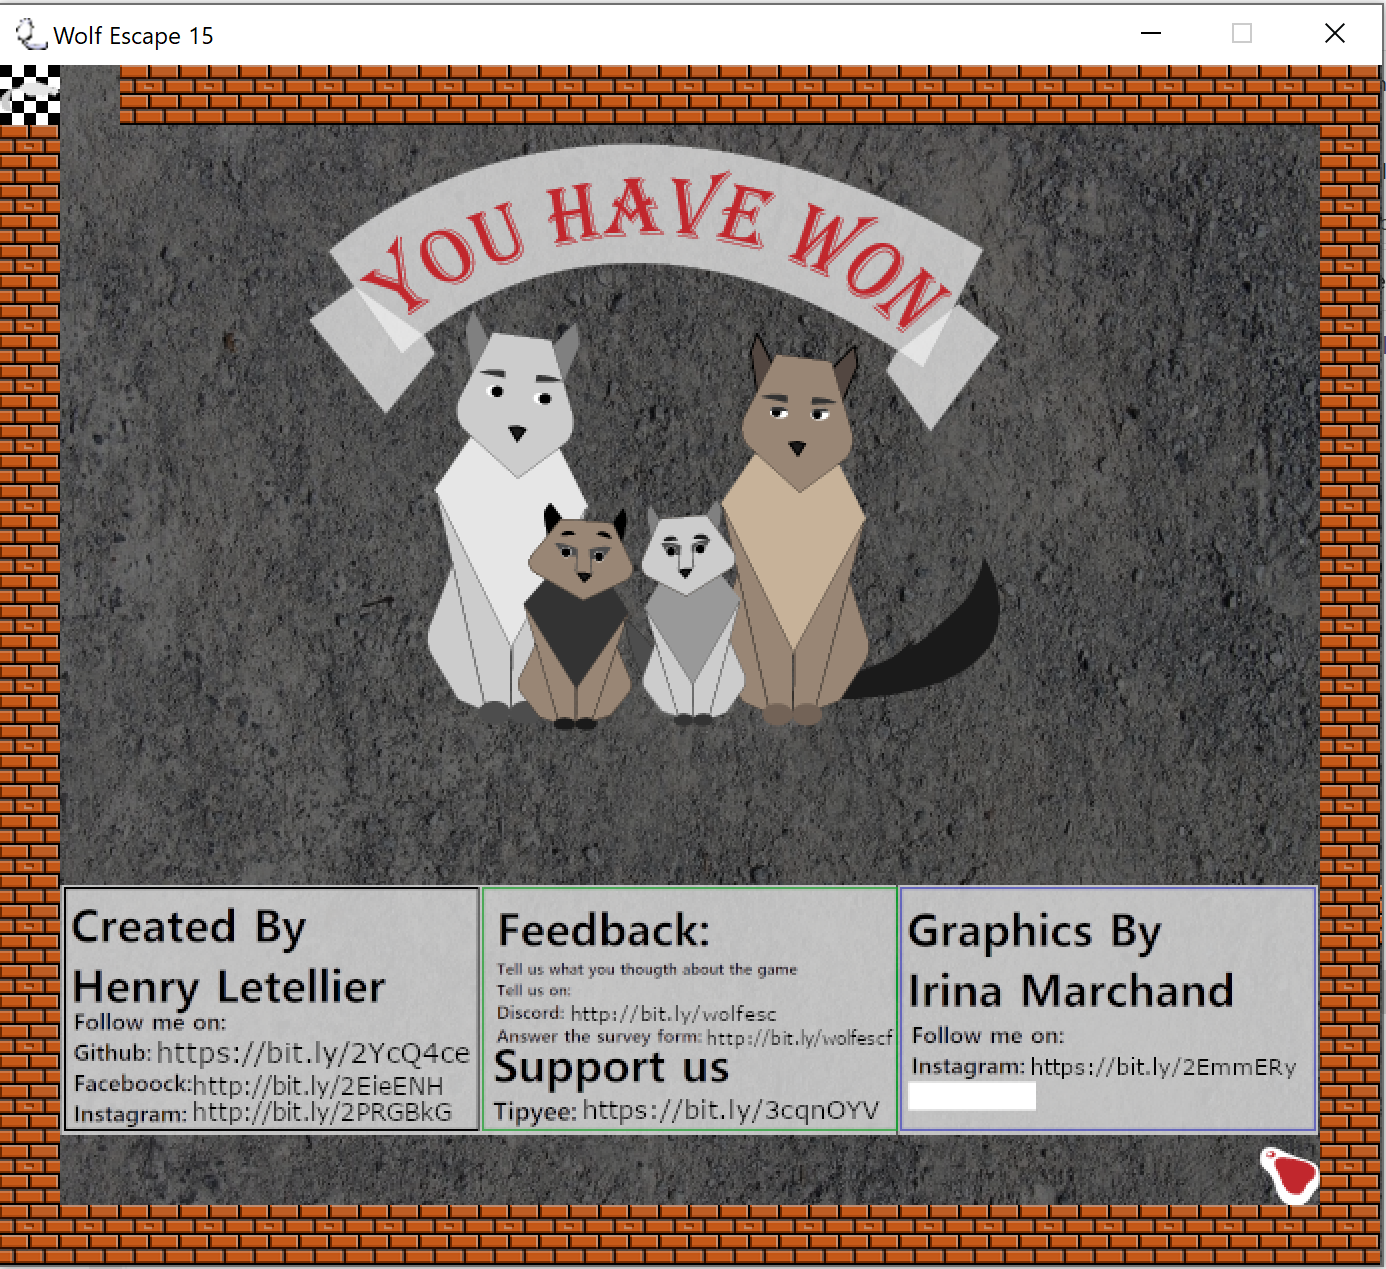 Wolf Escape 15
YOU HAVE WON
Created By
Henry Letellier
Follow me on:
Github: https://bit.ly/2YcQ4ce
Faceboock:http://bit.ly/2EieENH
Instagram: http://bit.ly/2PRGBkG
Feedback:
Tell us what you thougth about the game
Tell us on:
Discord: http://bit.ly/wolfesc
Answer the survey form: http://bit.ly/wolfescf
Support us
Tipyee: https://bit.ly/3cqnOYV
Graphics By
Irina Marchand
Follow me on:
Instagram: https://bit.ly/2EmmERy